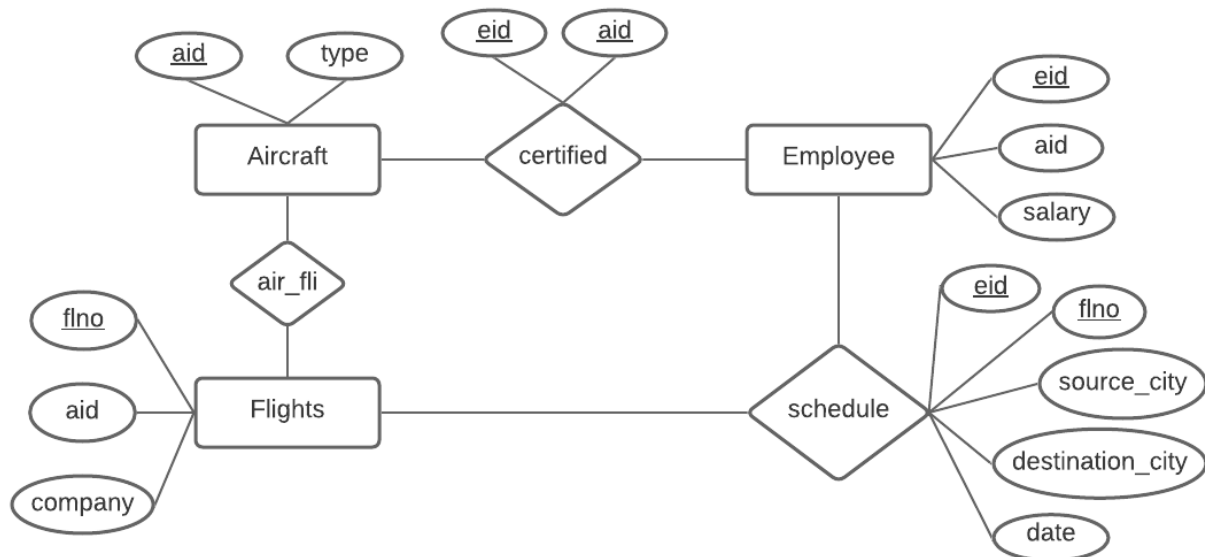 eid
aid
aid
type
eid
Aircraft
certified
Employee
aid
salary
air_fli
eid
flno
flno
source_city
aid
Flights
schedule
destination_city
company
date